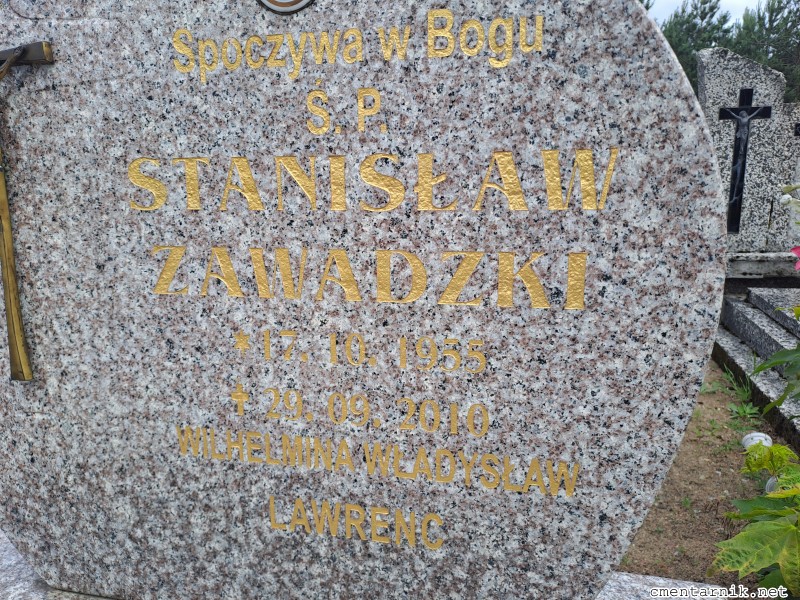 Spoczywa w Bogu
Ś. P.
STANISŁAW
ZAWADZKI
* 17. 10. 1955
✝ 29. 09. 2010
WILHELMINA WŁADYSŁAW
LAWRENC
cmentarnik.net